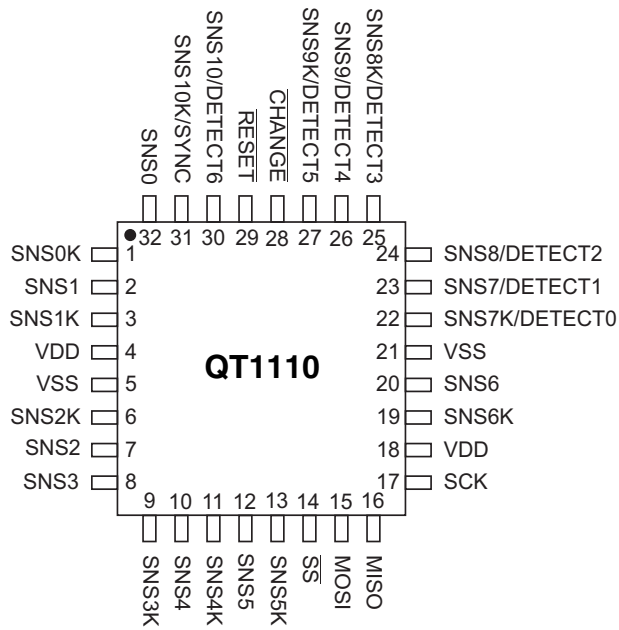 SNS0
SNS10K/SYNC
SNS10/DETECT6
RESET
CHANGE
SNS9K/DETECT5
SNS9/DETECT4
SNS8K/DETECT3
32 31 30 29 28 27 26 25
SNS0K 1
SNS1 2
SNS1K 3
VDD 4
VSS 5
SNS2K 6
SNS2 7
SNS3 8
QT1110
24 SNS8/DETECT2
23 SNS7/DETECT1
22 SNS7K/DETECT0
21 VSS
20 SNS6
19 SNS6K
18 VDD
17 SCK
9 10 11 12 13 14 15 16
SNS3K
SNS4
SNS4K
SNS5
SNS5K
SS
MOSI
MISO